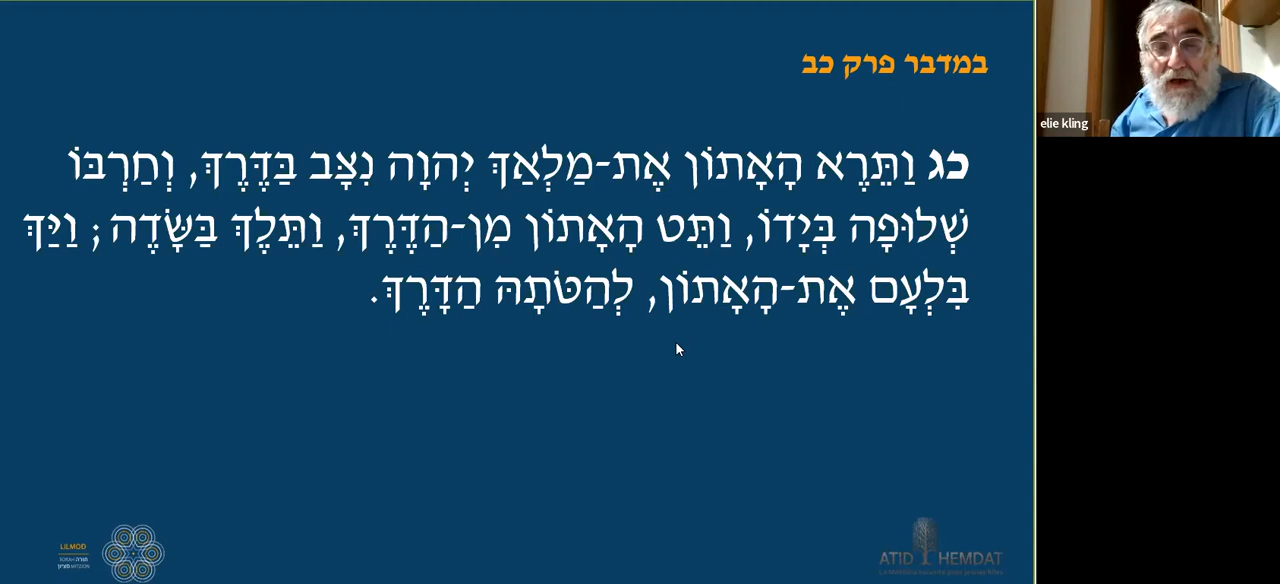 במדבר פרק כב
כג וַתֵּרֶא הָאָתוֹן אֶת-מַלְאַךְ יְהוָה נִצָּב בַּדֶּרֶךְ, וְחַרְבּוֹ
שְׁלוּפָה בְּיָדוֹ, וַתֵּט הָאָתוֹן מִן-הַדֶּרֶךְ, וַתֵּלֶךְ בַּשָּׂדֶה; וַיַּךְ
בִּלְעָם אֶת-הָאָתוֹן, לְהַטֹּתָהּ הַדָּרֶךְ.
elie kling
LILMOD
ATID HEMDAT